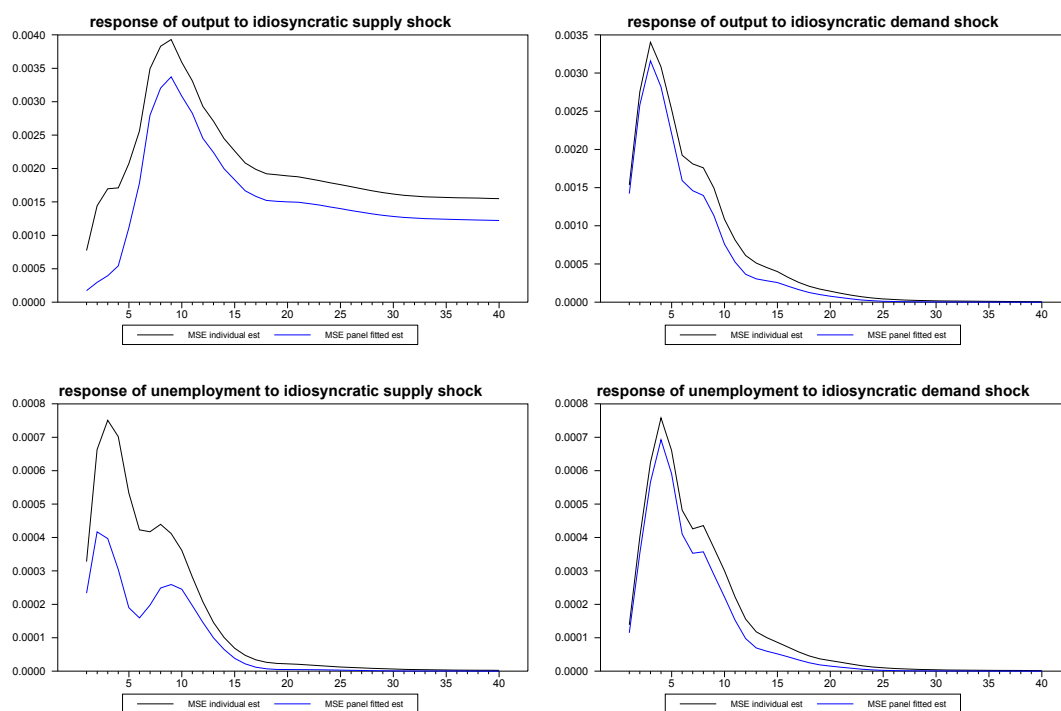 response of output to idiosyncratic supply shock
0.0040
0.0035
0.0030
0.0025
0.0020
0.0015
0.0010
0.0005
0.0000
5 10 15 20 25 30 35 40
MSE individual est MSE panel fitted est
response of output to idiosyncratic demand shock
0.0035
0.0030
0.0025
0.0020
0.0015
0.0010
0.0005
0.0000
5 10 15 20 25 30 35 40
MSE individual est MSE panel fitted est
response of unemployment to idiosyncratic supply shock
0.0008
0.0007
0.0006
0.0005
0.0004
0.0003
0.0002
0.0001
0.0000
5 10 15 20 25 30 35 40
MSE individual est MSE panel fitted est
response of unemployment to idiosyncratic demand shock
0.0008
0.0007
0.0006
0.0005
0.0004
0.0003
0.0002
0.0001
0.0000
5 10 15 20 25 30 35 40
MSE individual est MSE panel fitted est